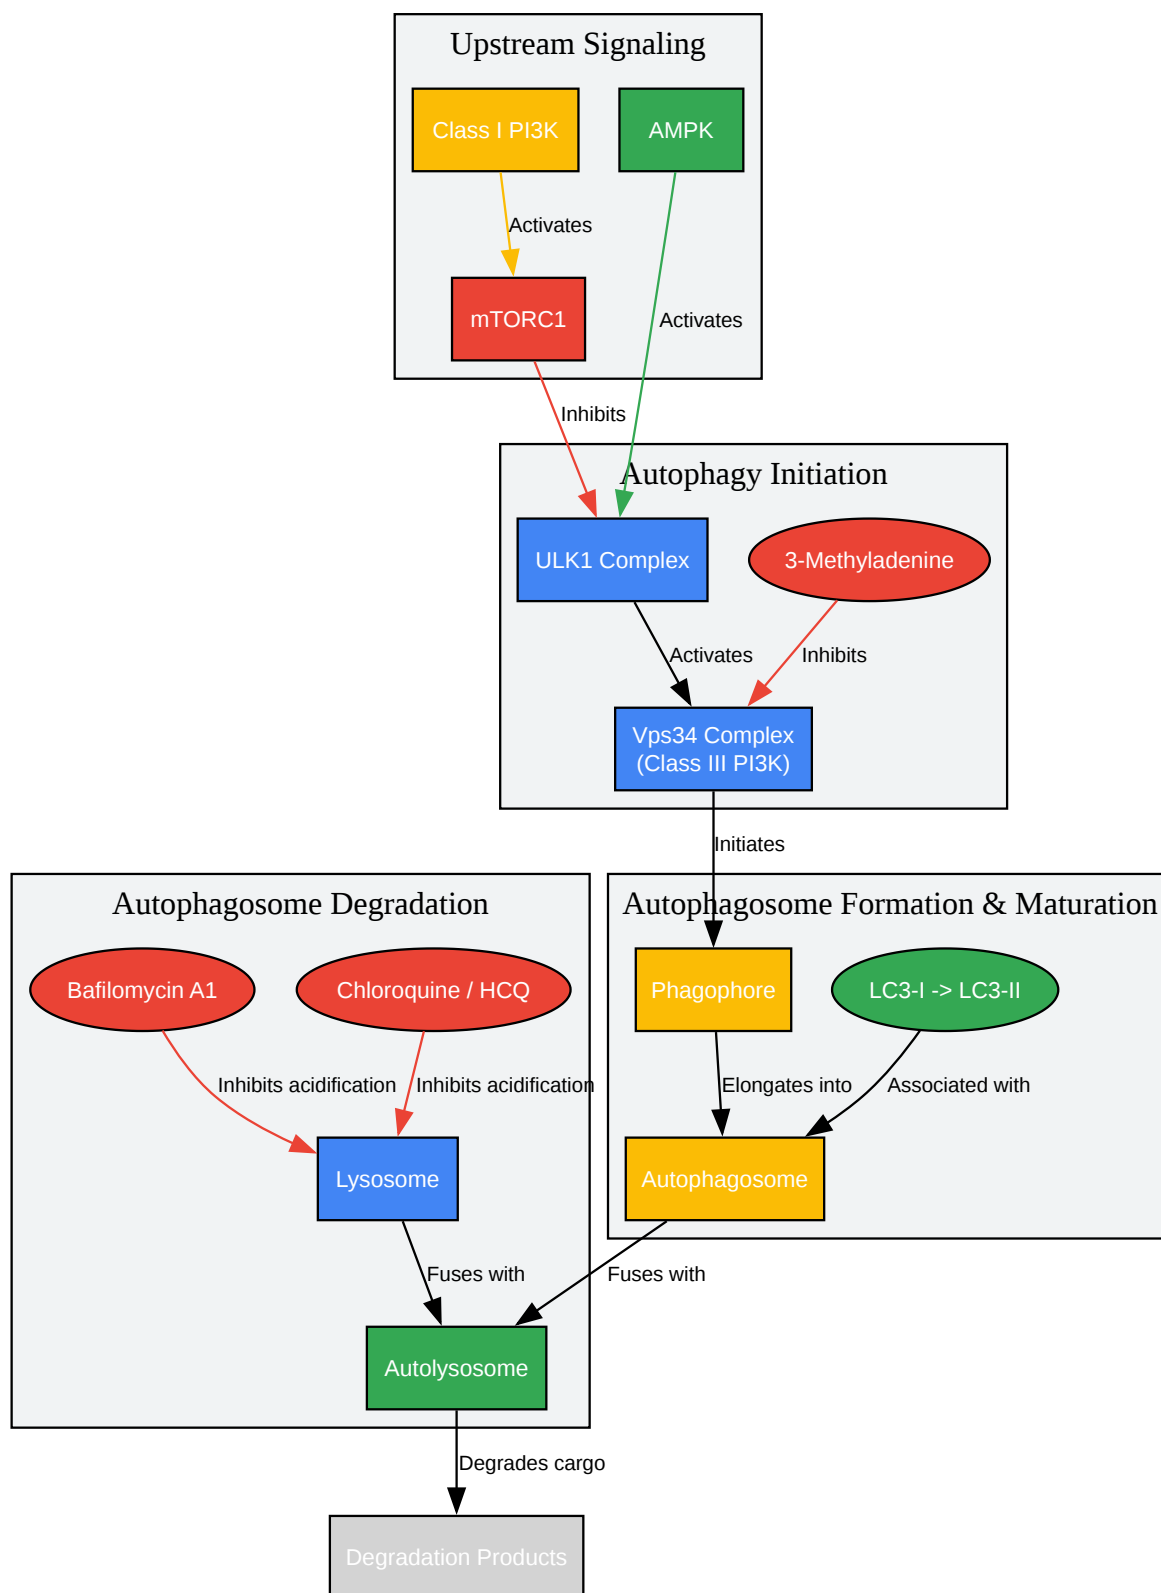 Upstream Signaling
Class I PI3K
AMPK
Activates
mTORC1
Activates
Inhibits
Autophagy Initiation
ULK1 Complex
3-Methyladenine
Activates
Inhibits
Vps34 Complex
(Class III PI3K)
Initiates
Autophagosome Degradation
Autophagosome Formation & Maturation
Bafilomycin A1
Chloroquine / HCQ
Phagophore
LC3-I -> LC3-II
Inhibits acidification
Inhibits acidification
Elongates into
Associated with
Lysosome
Autophagosome
Fuses with
Fuses with
Autolysosome
Degrades cargo
Degradation Products